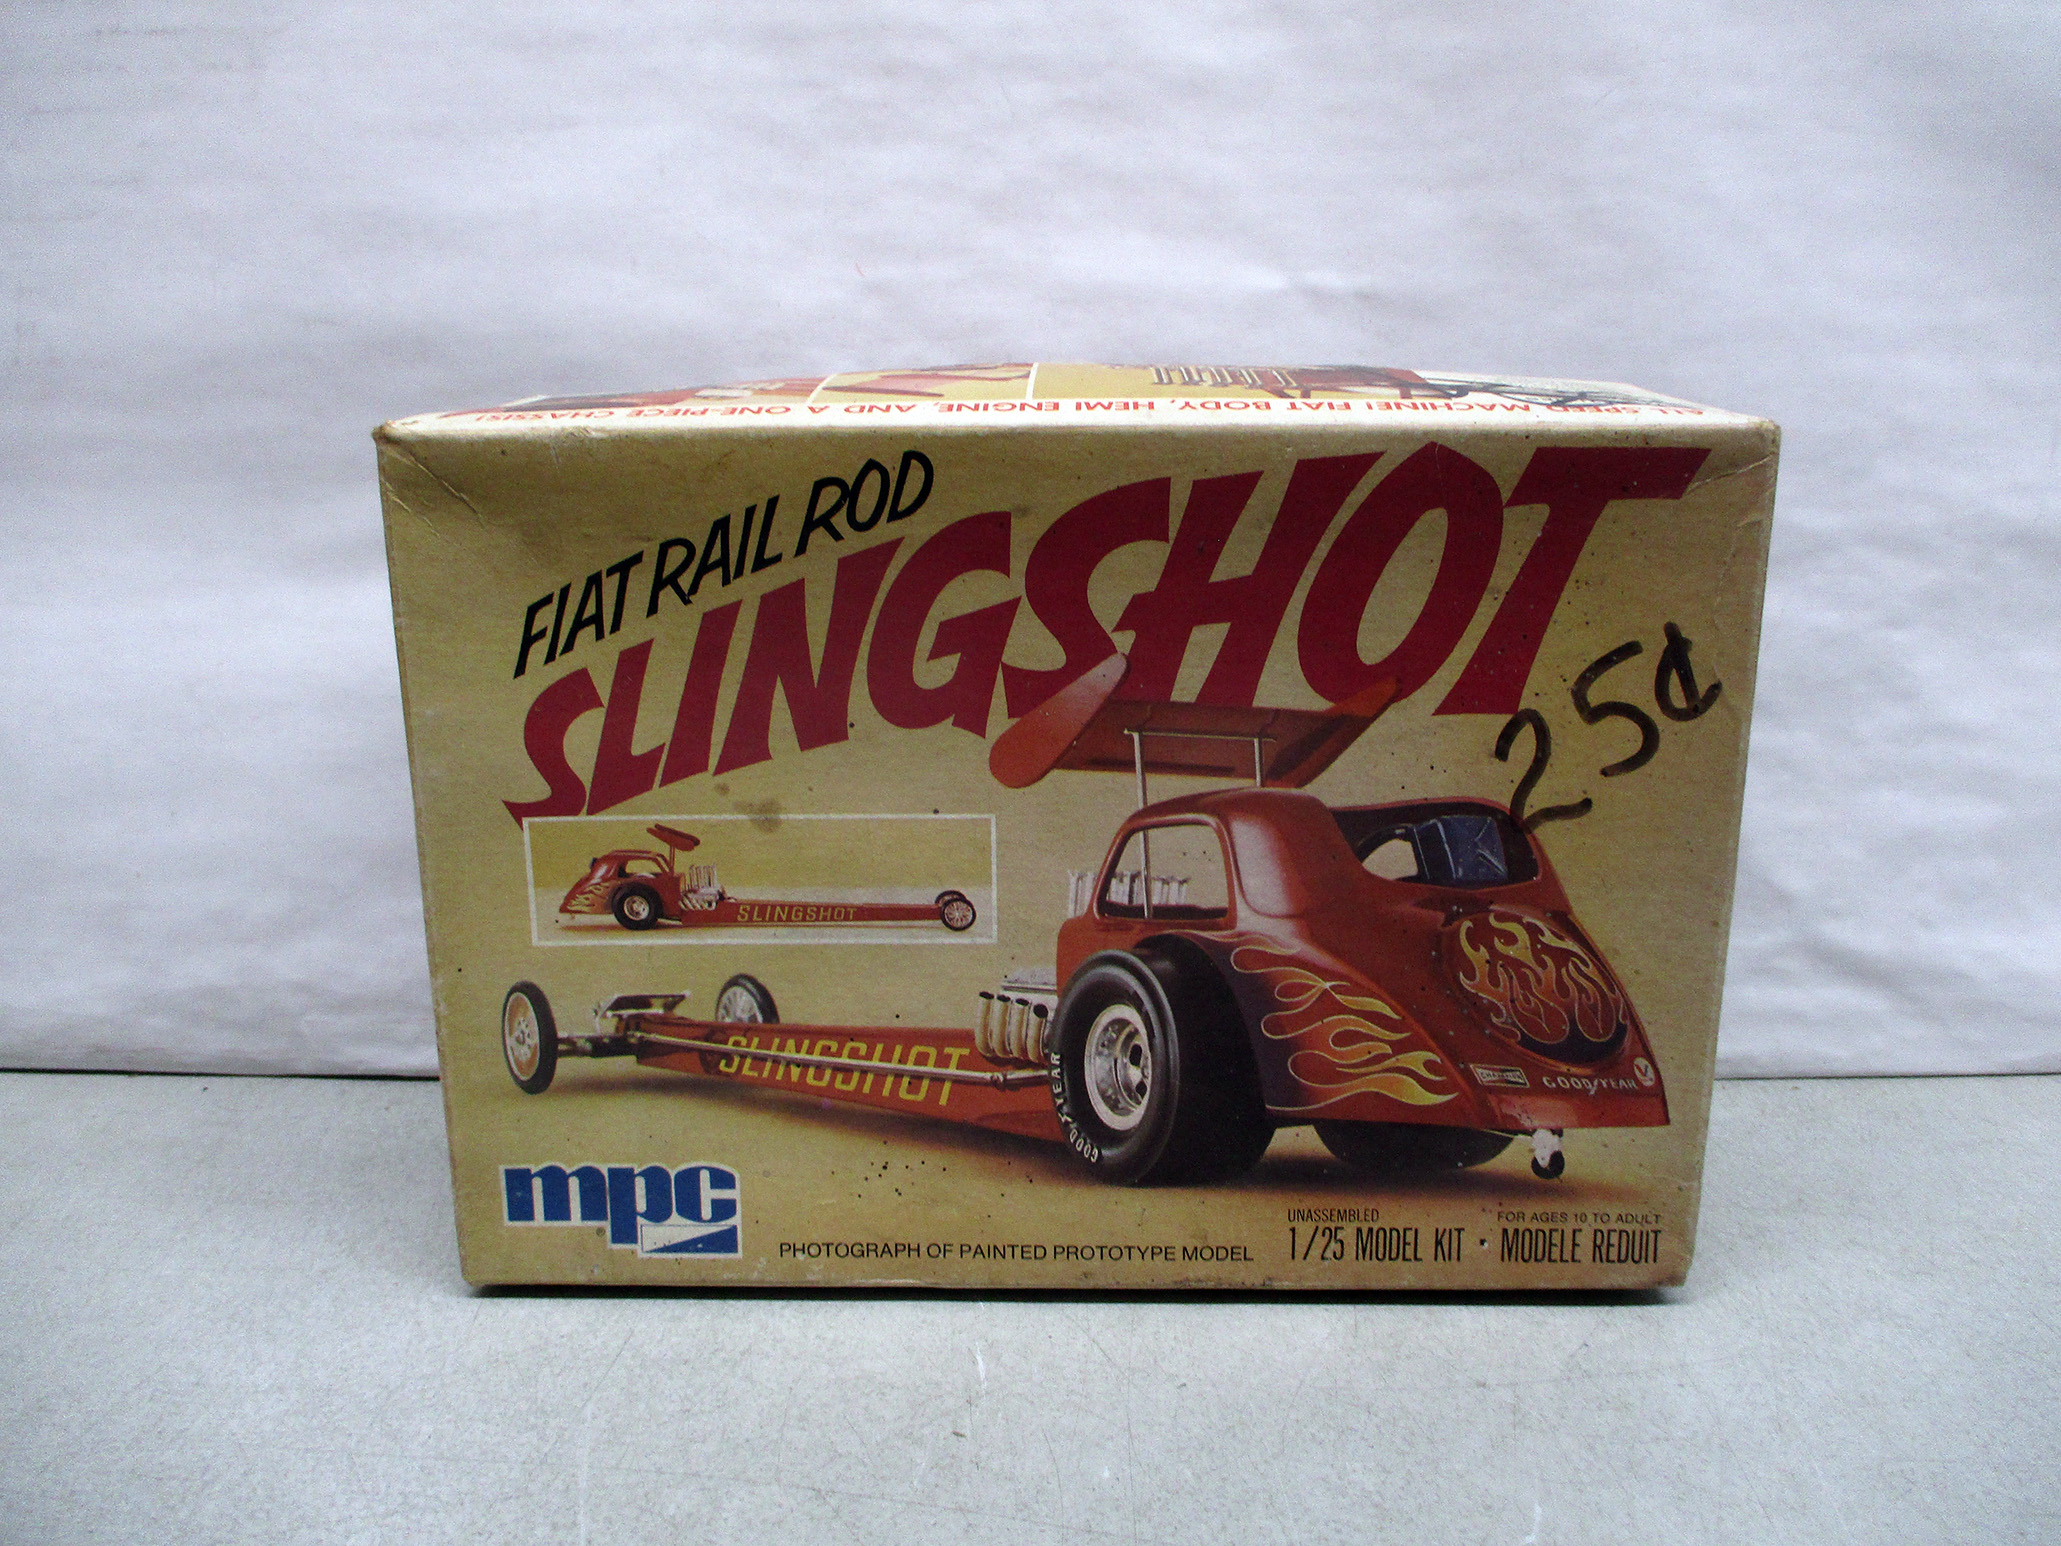 ALL SPEED MACHINE! FIAT BODY, HEMI ENGINE, AND A ONE-PIECE CHASSIS!
FIAT RAIL ROD
SLINGSHOT
25¢
SLINGSHOT
SLINGSHOT
GOODYEAR
CHAMPION
GOODYEAR
V
mpc
®
PHOTOGRAPH OF PAINTED PROTOTYPE MODEL
UNASSEMBLED
1/25 MODEL KIT •
FOR AGES 10 TO ADULT
MODELE REDUIT